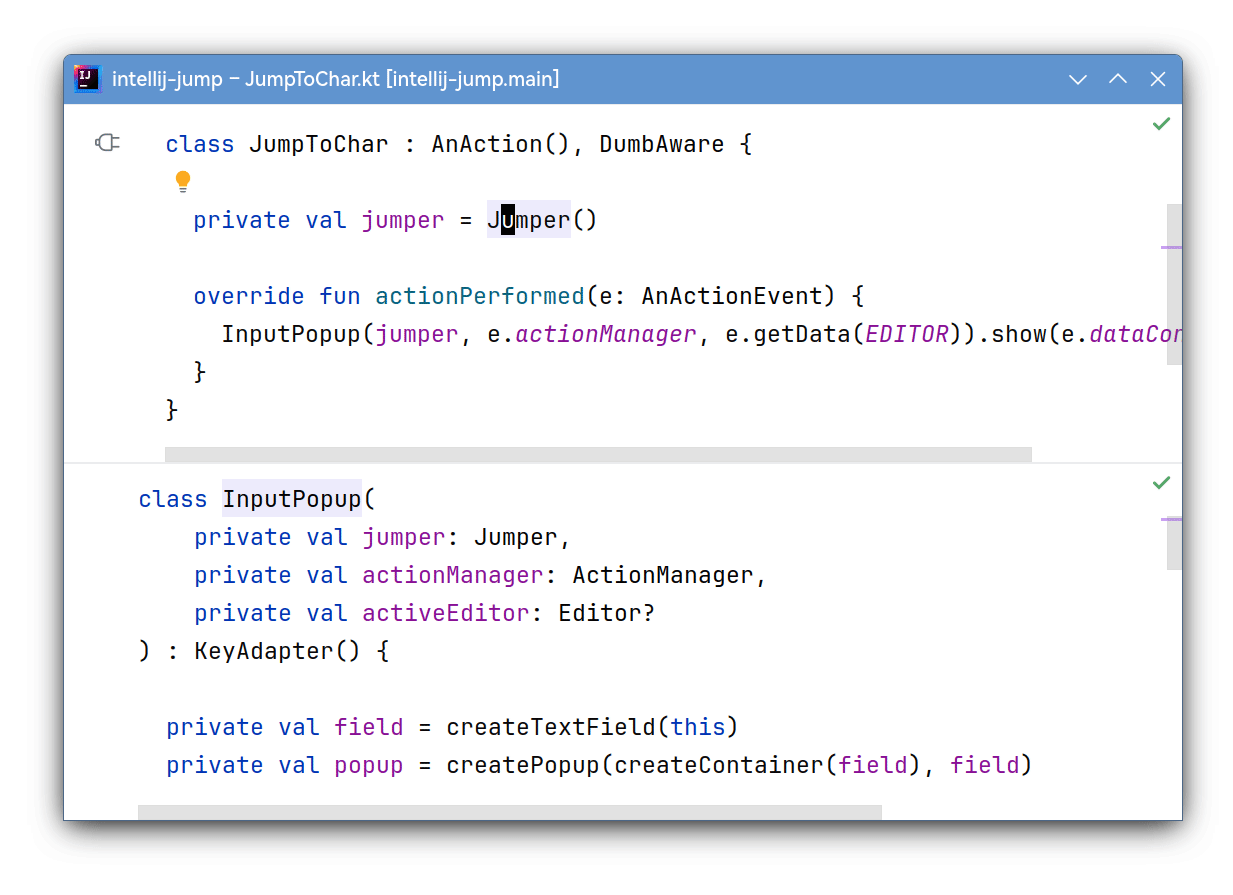 IJ
intellij-jump – JumpToChar.kt [intellij-jump.main]
class JumpToChar : AnAction(), DumbAware {
private val jumper = Jumper()
override fun actionPerformed(e: AnActionEvent) {
InputPopup(jumper, e.actionManager, e.getData(EDITOR)).show(e.dataCon
}
}
class InputPopup(
private val jumper: Jumper,
private val actionManager: ActionManager,
private val activeEditor: Editor?
) : KeyAdapter() {
private val field = createTextField(this)
private val popup = createPopup(createContainer(field), field)